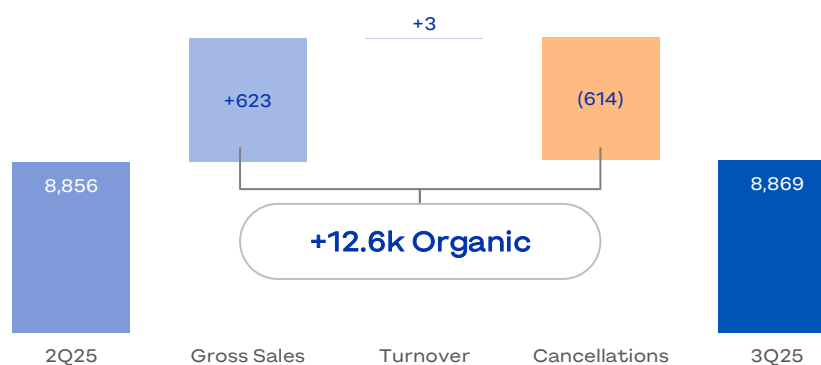 +3
+623
(614)
8,856
8,869
+12.6k Organic
2Q25
Gross Sales
Turnover
Cancellations
3Q25